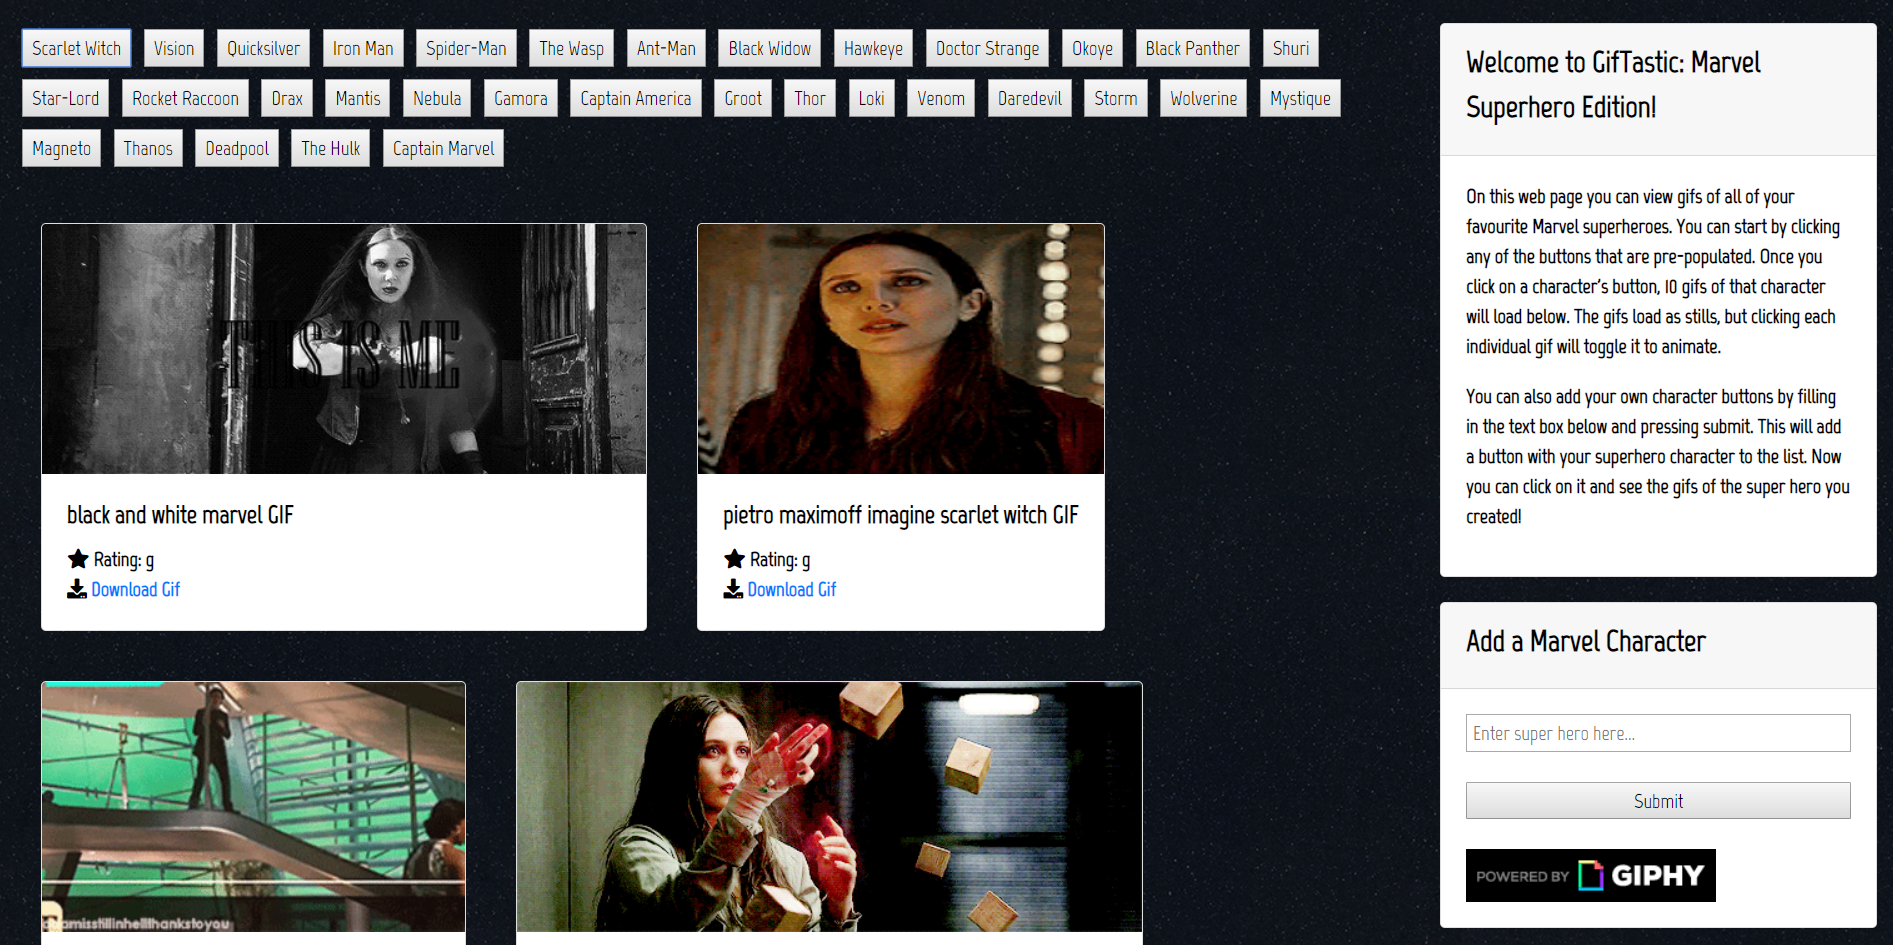 Scarlet Witch Vision Quicksilver Iron Man Spider-Man The Wasp Ant-Man Black Widow Hawkeye Doctor Strange Okoye Black Panther Shuri
Star-Lord Rocket Raccoon Drax Mantis Nebula Gamora Captain America Groot Thor Loki Venom Daredevil Storm Wolverine Mystique
Magneto Thanos Deadpool The Hulk Captain Marvel
THIS IS ME
black and white marvel GIF
Rating: g
Download Gif
pietro maximoff imagine scarlet witch GIF
Rating: g
Download Gif
Welcome to GifTastic: Marvel
Superhero Edition!
On this web page you can view gifs of all of your
favourite Marvel superheroes. You can start by clicking
any of the buttons that are pre-populated. Once you
click on a character's button, 10 gifs of that character
will load below. The gifs load as stills, but clicking each
individual gif will toggle it to animate.
You can also add your own character buttons by filling
in the text box below and pressing submit. This will add
a button with your superhero character to the list. Now
you can click on it and see the gifs of the super hero you
created!
Add a Marvel Character
Enter super hero here...
Submit
POWERED BY GIPHY